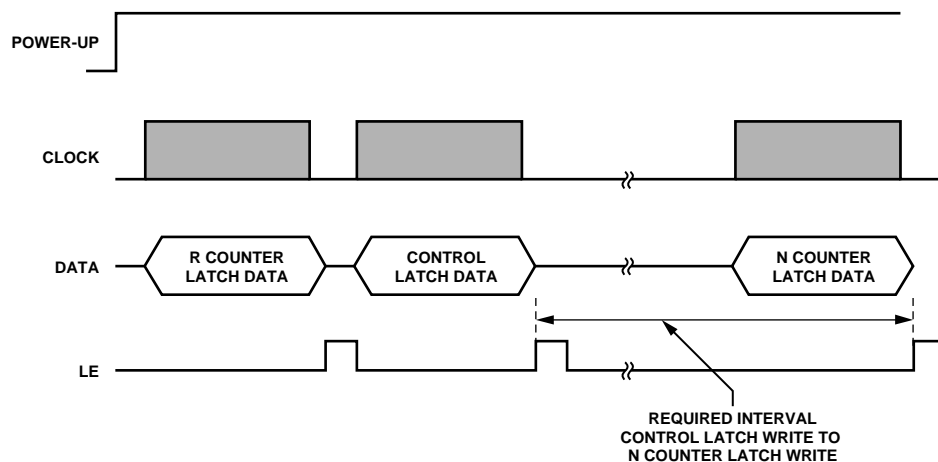 POWER-UP
CLOCK
DATA
R COUNTER
LATCH DATA
CONTROL
LATCH DATA
N COUNTER
LATCH DATA
LE
REQUIRED INTERVAL
CONTROL LATCH WRITE TO
N COUNTER LATCH WRITE